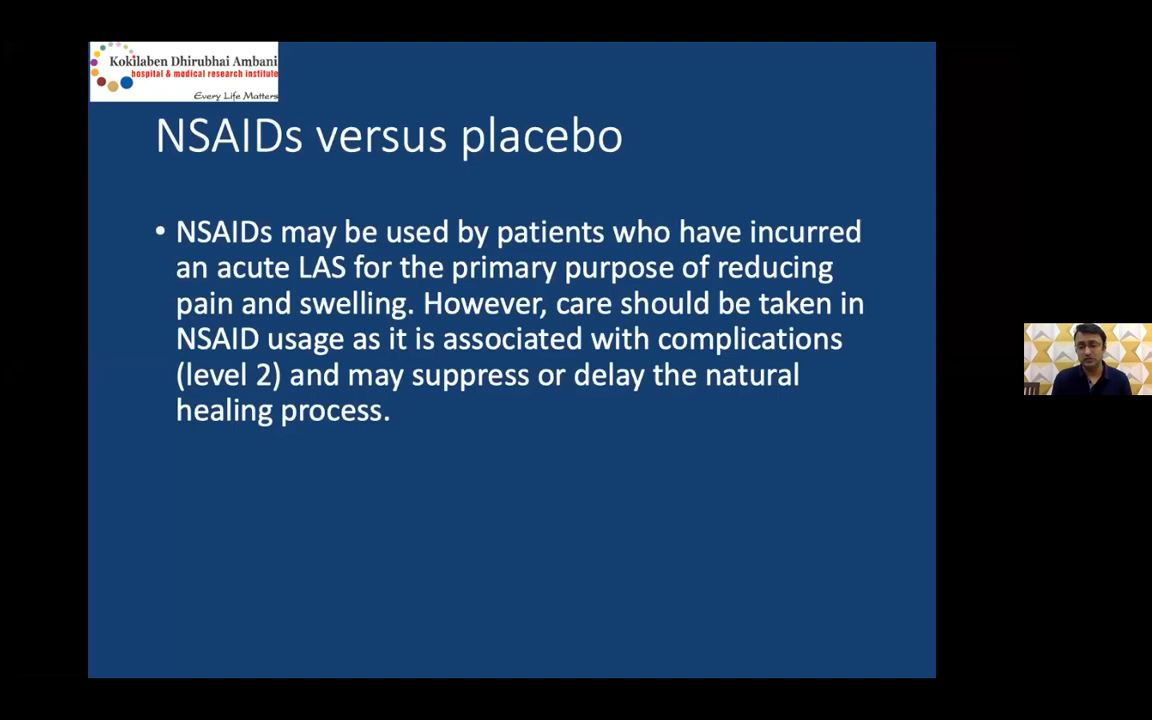 Kokilaben Dhirubhai Ambani
hospital & medical research institute
Every Life Matters
NSAIDs versus placebo
• NSAIDs may be used by patients who have incurred
an acute LAS for the primary purpose of reducing
pain and swelling. However, care should be taken in
NSAID usage as it is associated with complications
(level 2) and may suppress or delay the natural
healing process.